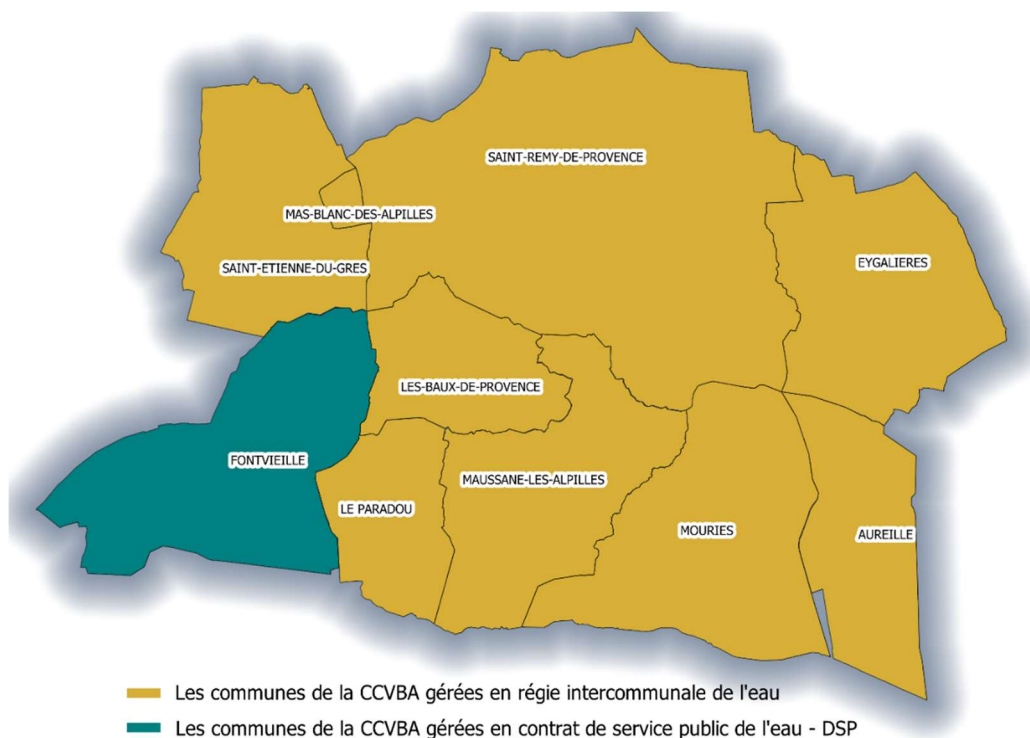 SAINT-REMY-DE-PROVENCE
MAS-BLANC-DES-ALPILLES
SAINT-ETIENNE-DU-GRES
EYGALIERES
LES-BAUX-DE-PROVENCE
FONTVIEILLE
MAUSSANE-LES-ALPILLES
LE PARADOU
MOURIES
AUREILLE
Les communes de la CCVBA gérées en régie intercommunale de l'eau
Les communes de la CCVBA gérées en contrat de service public de l'eau - DSP